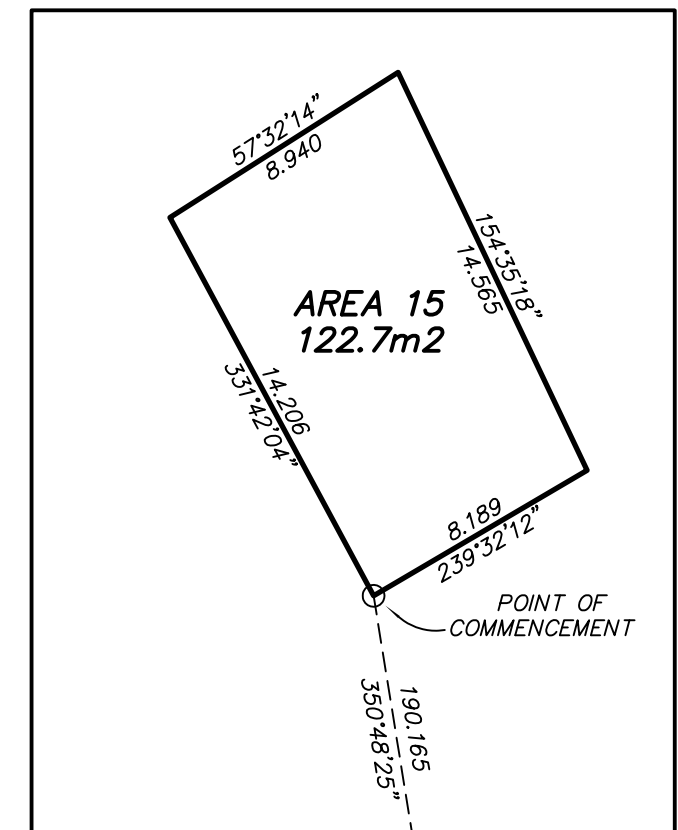 57°32'14"
8.940
154°35'18"
14.565
AREA 15
122.7m2
14.206
331°42'04"
8.189
239°32'12"
POINT OF
COMMENCEMENT
190.165
350°48'25"